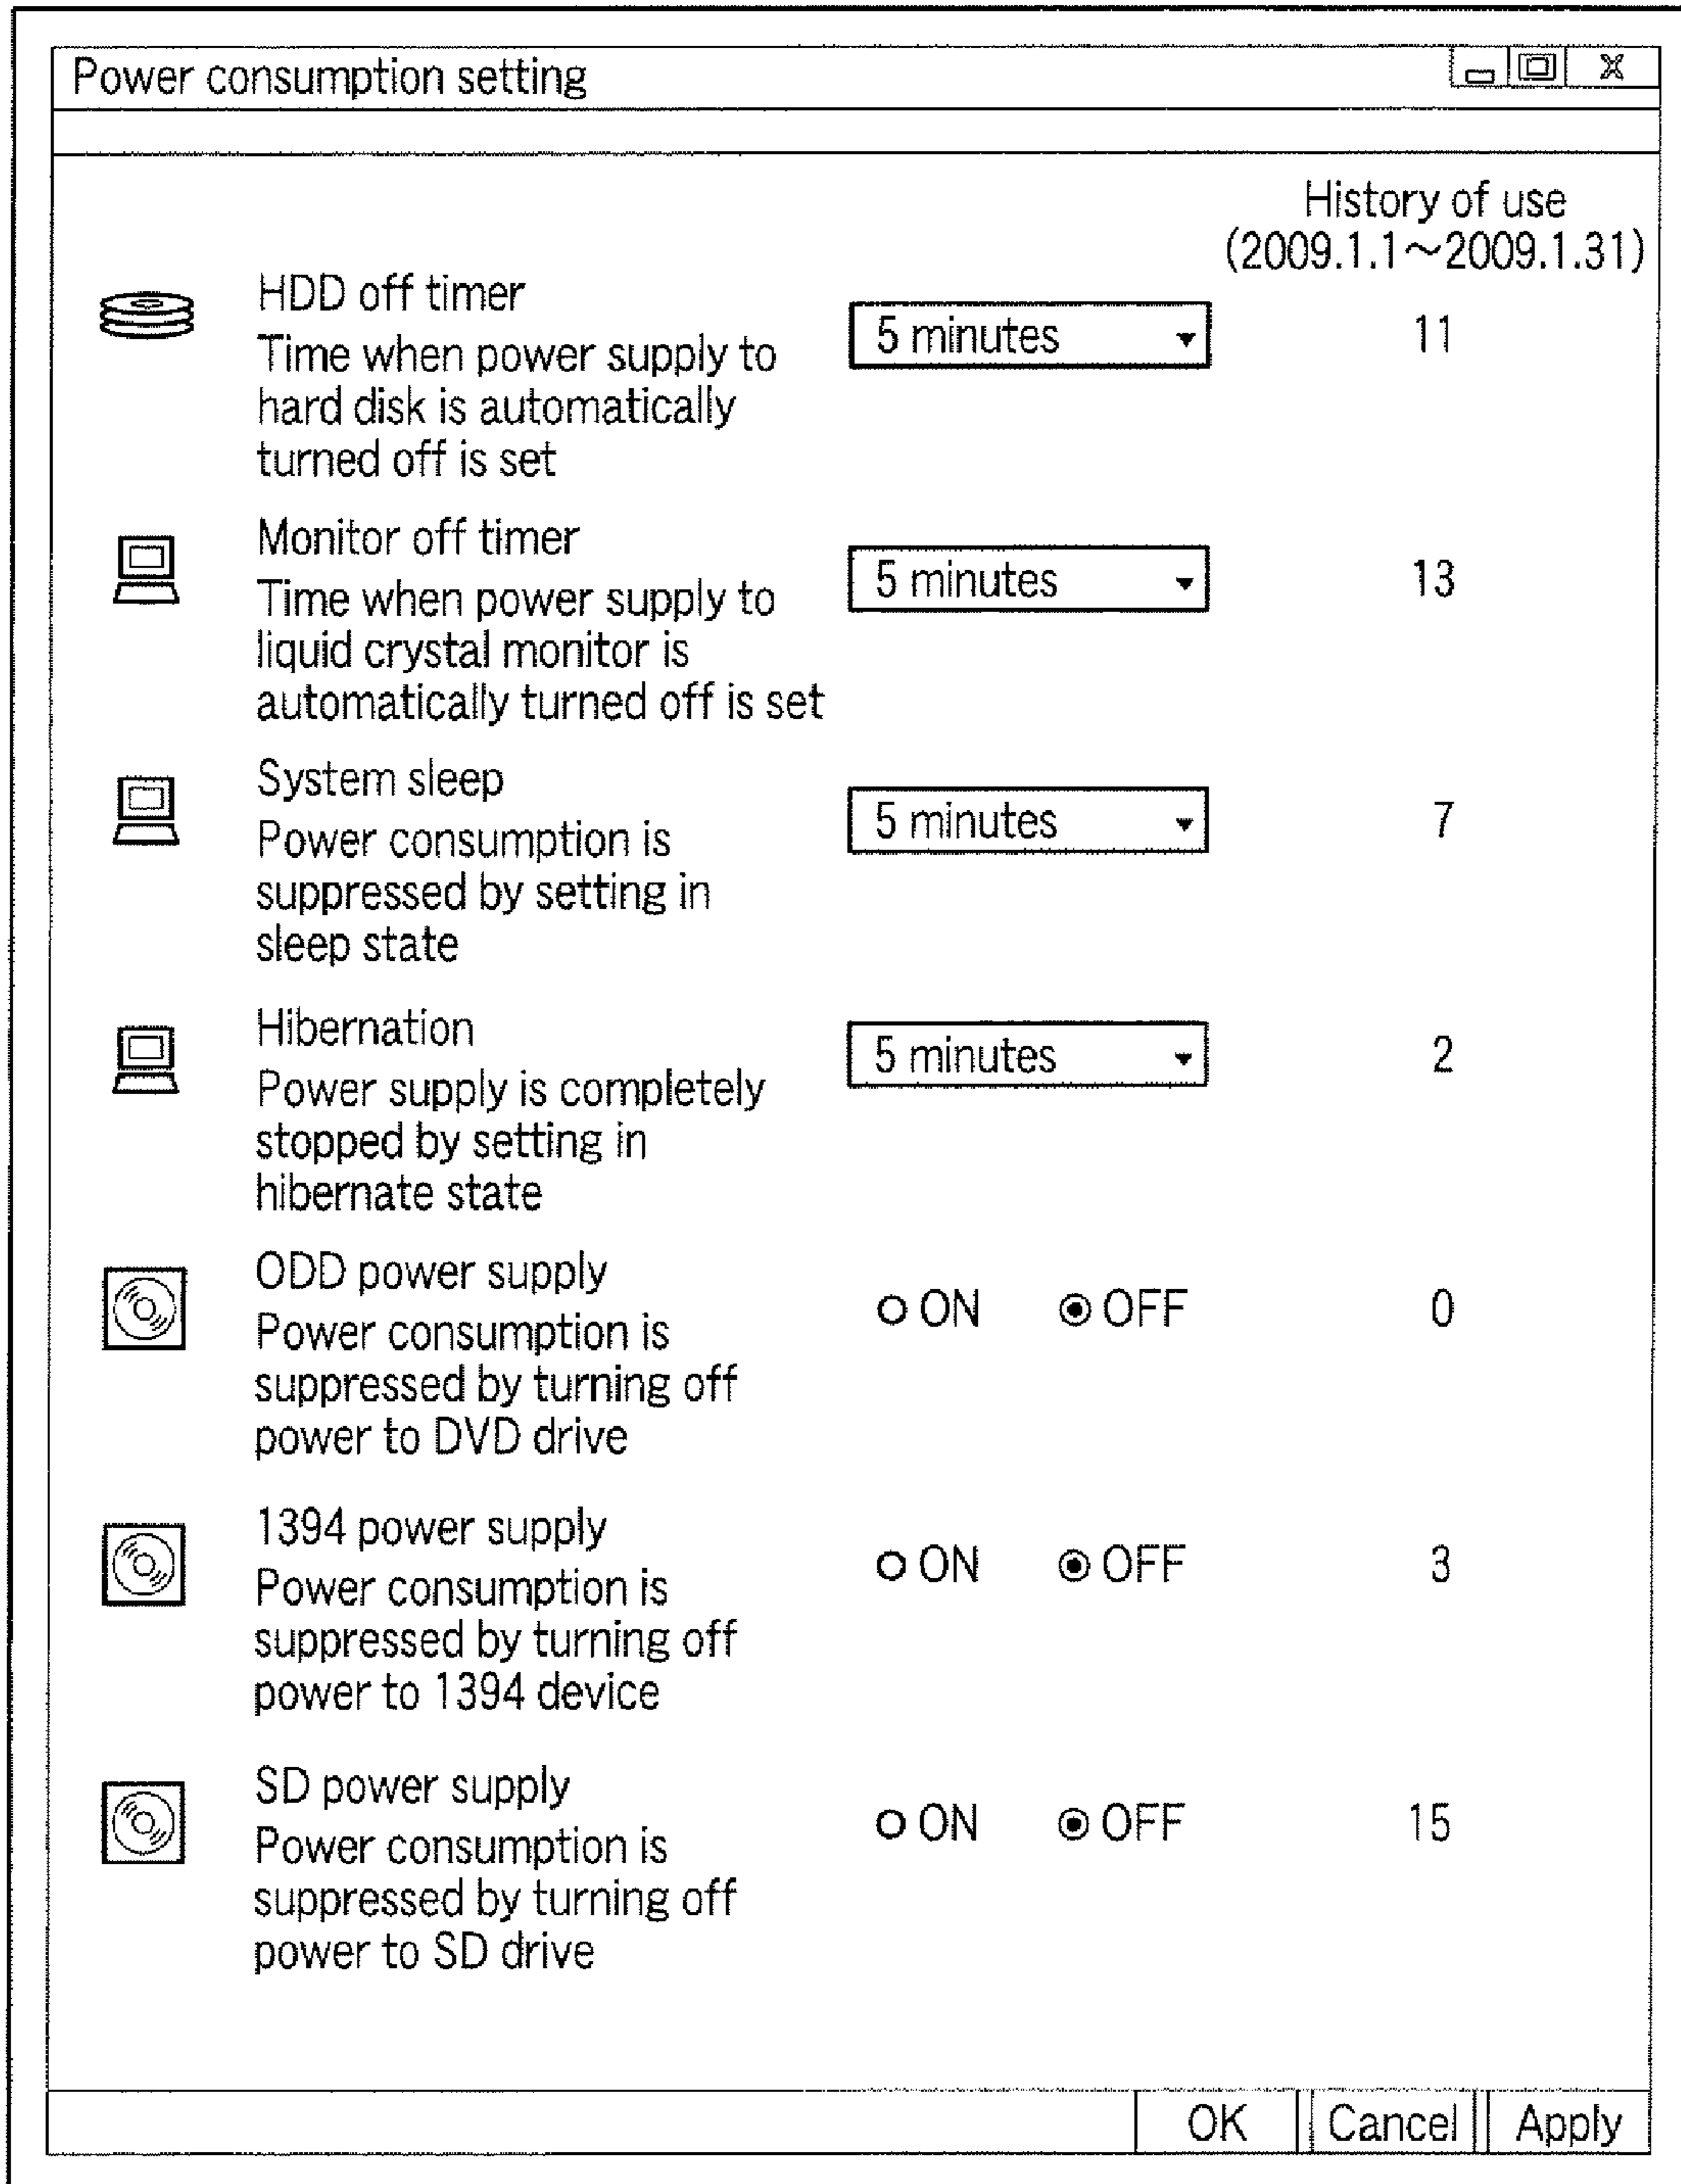 Power consumption setting
X
History of use
(2009.1.1~2009.1.31)
HDD off timer
Time when power supply to
hard disk is automatically
turned off is set
5 minutes
11
Monitor off timer
Time when power supply to
liquid crystal monitor is
automatically turned off is set
5 minutes
13
System sleep
Power consumption is
suppressed by setting in
sleep state
5 minutes
7
Hibernation
Power supply is completely
stopped by setting in
hibernate state
5 minutes
2
ODD power supply
Power consumption is
suppressed by turning off
power to DVD drive
ON OFF
0
1394 power supply
Power consumption is
suppressed by turning off
power to 1394 device
ON OFF
3
SD power supply
Power consumption is
suppressed by turning off
power to SD drive
ON OFF
15
OK Cancel Apply